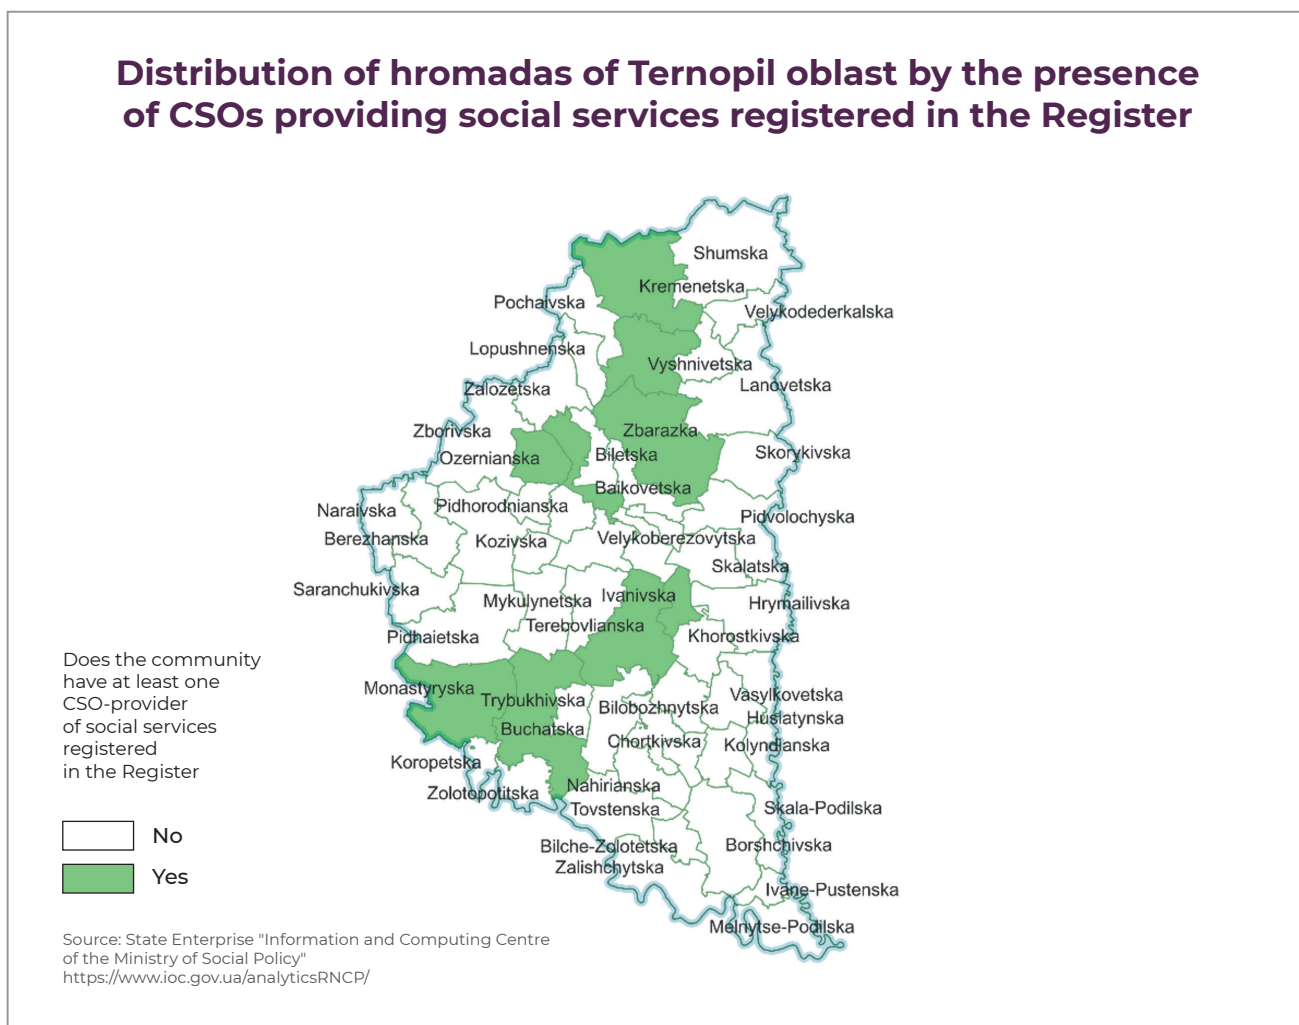 Distribution of hromadas of Ternopil oblast by the presence
of CSOs providing social services registered in the Register
Shumska
Kremenetska
Pochaivska
Velykodederkalska
Lopushnenska
Vyshnivetska
Lanovetska
Zalozetska
Zborivska
Zbarazka
Ozernianska
Biletska
Skorykivska
Baikovetska
Naraivska
Pidhorodnianska
Pidvolochyska
Berezhanska
Kozivska
Velykoberezovytska
Skalatska
Saranchukivska
Mykulynetska
Ivanivska
Hrymailivska
Terebovlianska
Pidhaietska
Khorostkivska
Does the community
have at least one
CSO-provider
of social services
registered
in the Register
Monastyryska
Trybukhivska
Vasylkovetska
Bilobozhnytska
Husiatynska
Buchatska
Chortkivska
Kolyndianska
Koropetska
Nahirianska
Zolotopotitska
Tovstenska
Skala-Podilska
No
Bilche-Zolotetska
Borshchivska
Zalishchytska
Yes
Ivane-Pustenska
Melnytse-Podilska
Source: State Enterprise "Information and Computing Centre
of the Ministry of Social Policy"
https://www.ioc.gov.ua/analyticsRNCP/